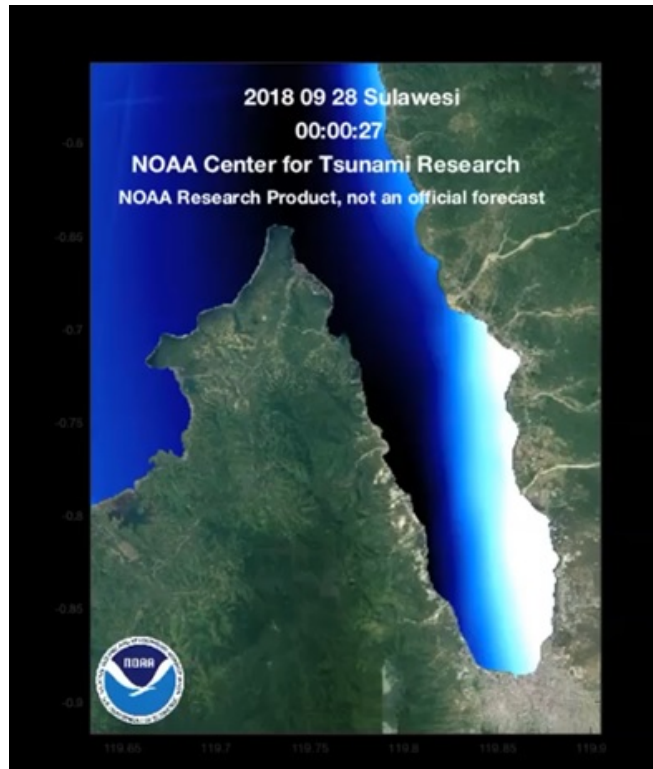 2018 09 28 Sulawesi
00:00:27
NOAA Center for Tsunami Research
NOAA Research Product, not an official forecast
-0.6
-0.65
-0.7
-0.75
-0.8
-0.85
-0.9
NOAA
119.65 119.7 119.75 119.8 119.85 119.9